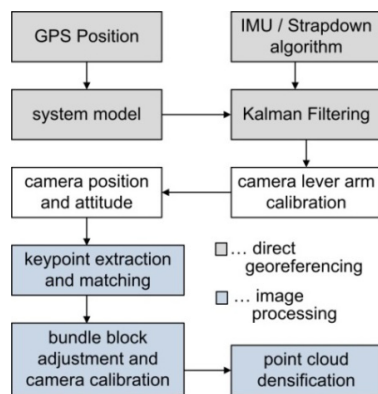 GPS Position
IMU / Strapdown
algorithm
system model
Kalman Filtering
camera position
and attitude
camera lever arm
calibration
keypoint extraction
and matching
... direct
georeferencing
... image
processing
bundle block
adjustment and
camera calibration
point cloud
densification